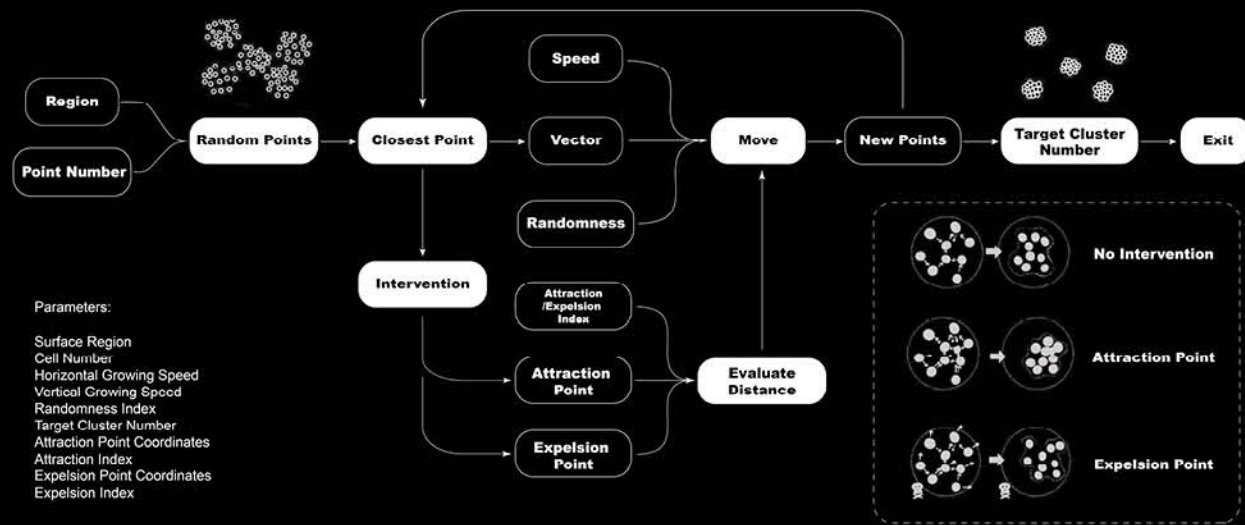 Region
Point Number
Random Points
Closest Point
Speed
Vector
Randomness
Move
New Points
Target Cluster
Number
Exit
Intervention
Attraction
/Expelsion
Index
Attraction
Point
Expelsion
Point
Evaluate
Distance
No Intervention
Attraction Point
Expelsion Point
Parameters:
Surface Region
Cell Number
Horizontal Growing Speed
Vertical Growing Speed
Randomness Index
Target Cluster Number
Attraction Point Coordinates
Attraction Index
Expelsion Point Coordinates
Expelsion Index